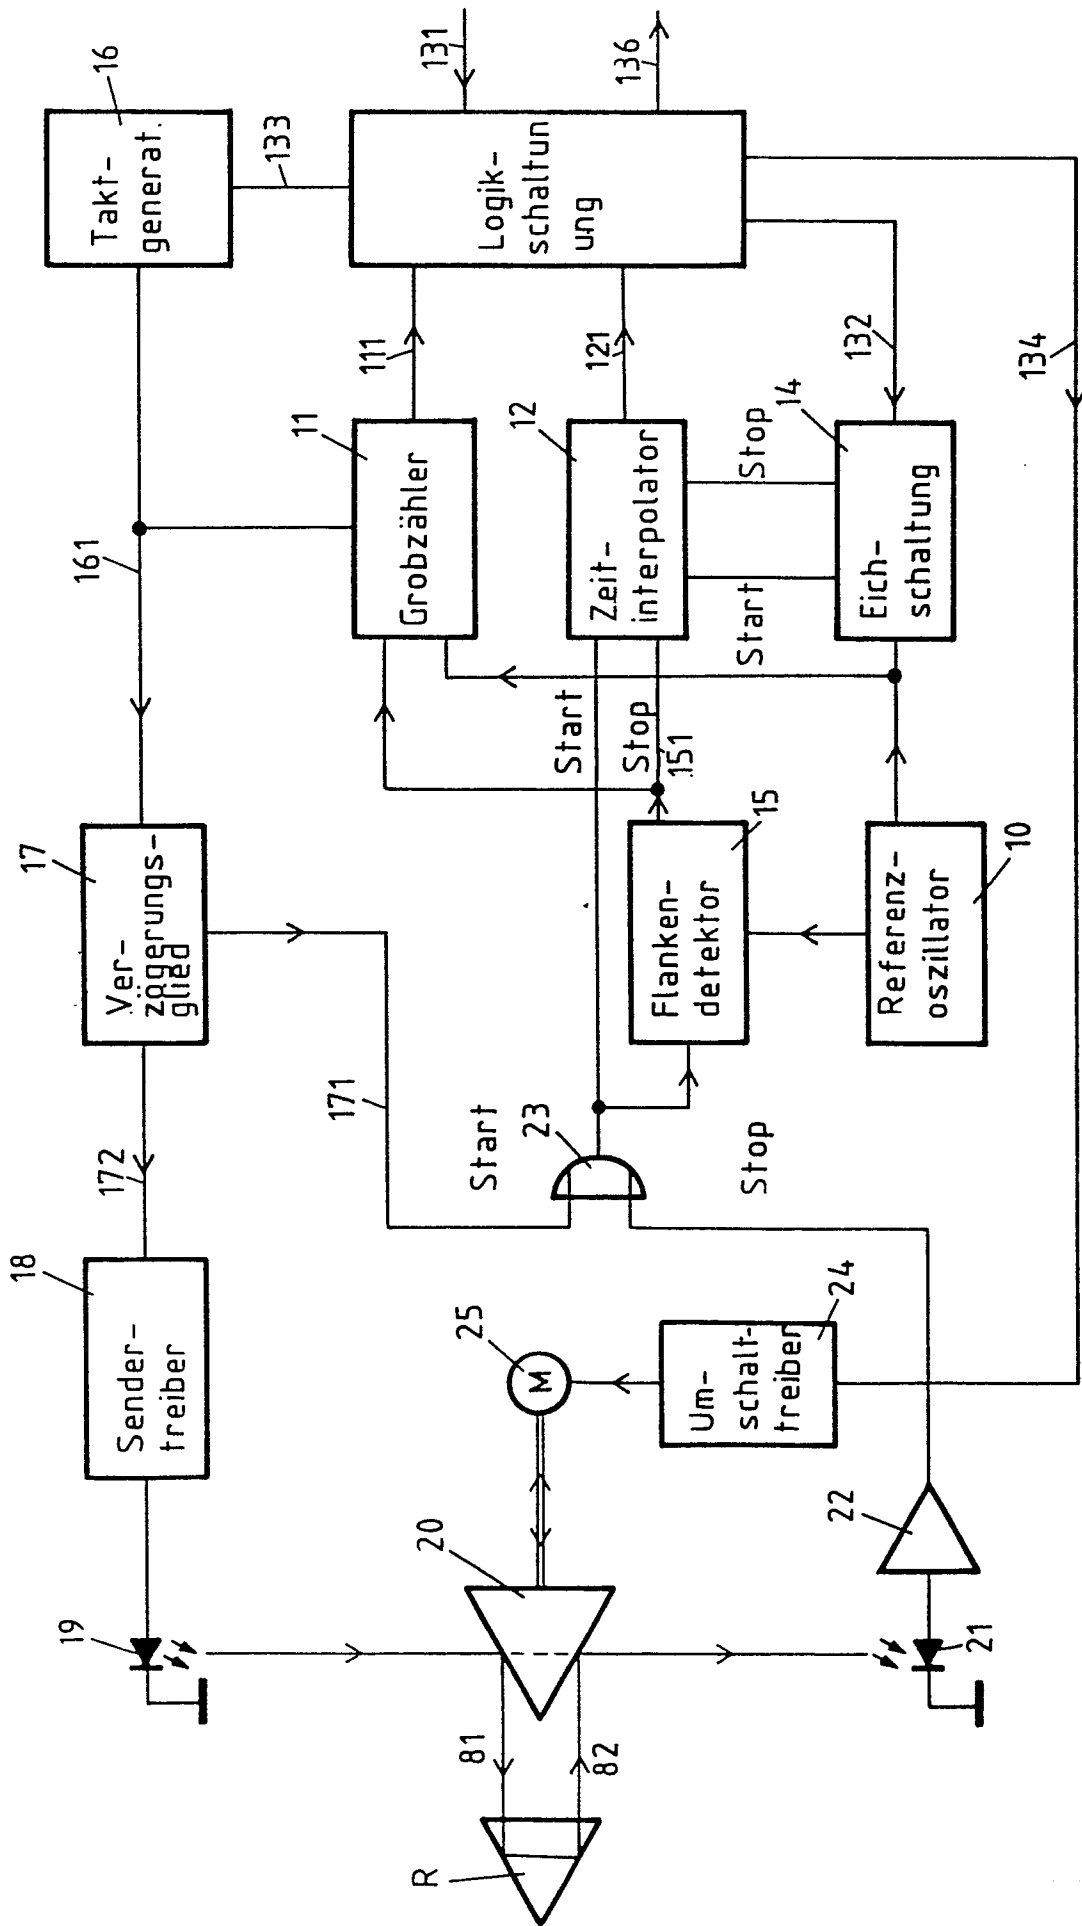 18
Sender-
treiber
172
17
Ver-
zögerungs-
glied
161
16
Takt-
generat.
133
19
171
11
Grobzähler
111
Logik-
schaltun
ung
131
136
R
81
82
20
25
M
Start
23
Stop
Start
Stop
151
12
Zeit-
interpolator
121
Start
Stop
Um-
schalt-
treiber
24
15
Flanken-
detektor
14
Eich-
schaltung
132
10
Referenz-
oszillator
134
21
22